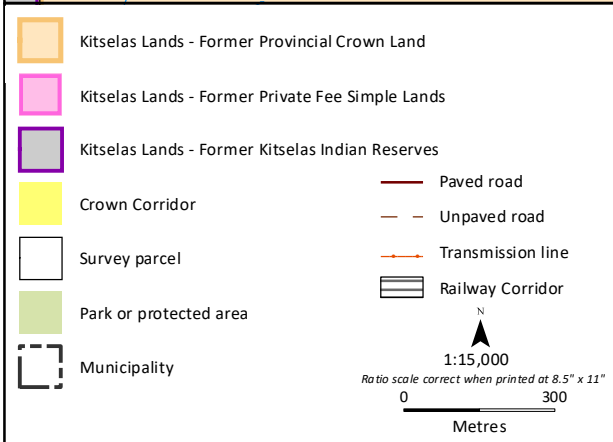 Kitselas Lands - Former Provincial Crown Land
Kitselas Lands - Former Private Fee Simple Lands
Kitselas Lands - Former Kitselas Indian Reserves
Crown Corridor
Survey parcel
Park or protected area
Municipality
Paved road
Unpaved road
Transmission line
Railway Corridor
N
1:15,000
Ratio scale correct when printed at 8.5" x 11"
0 300
Metres